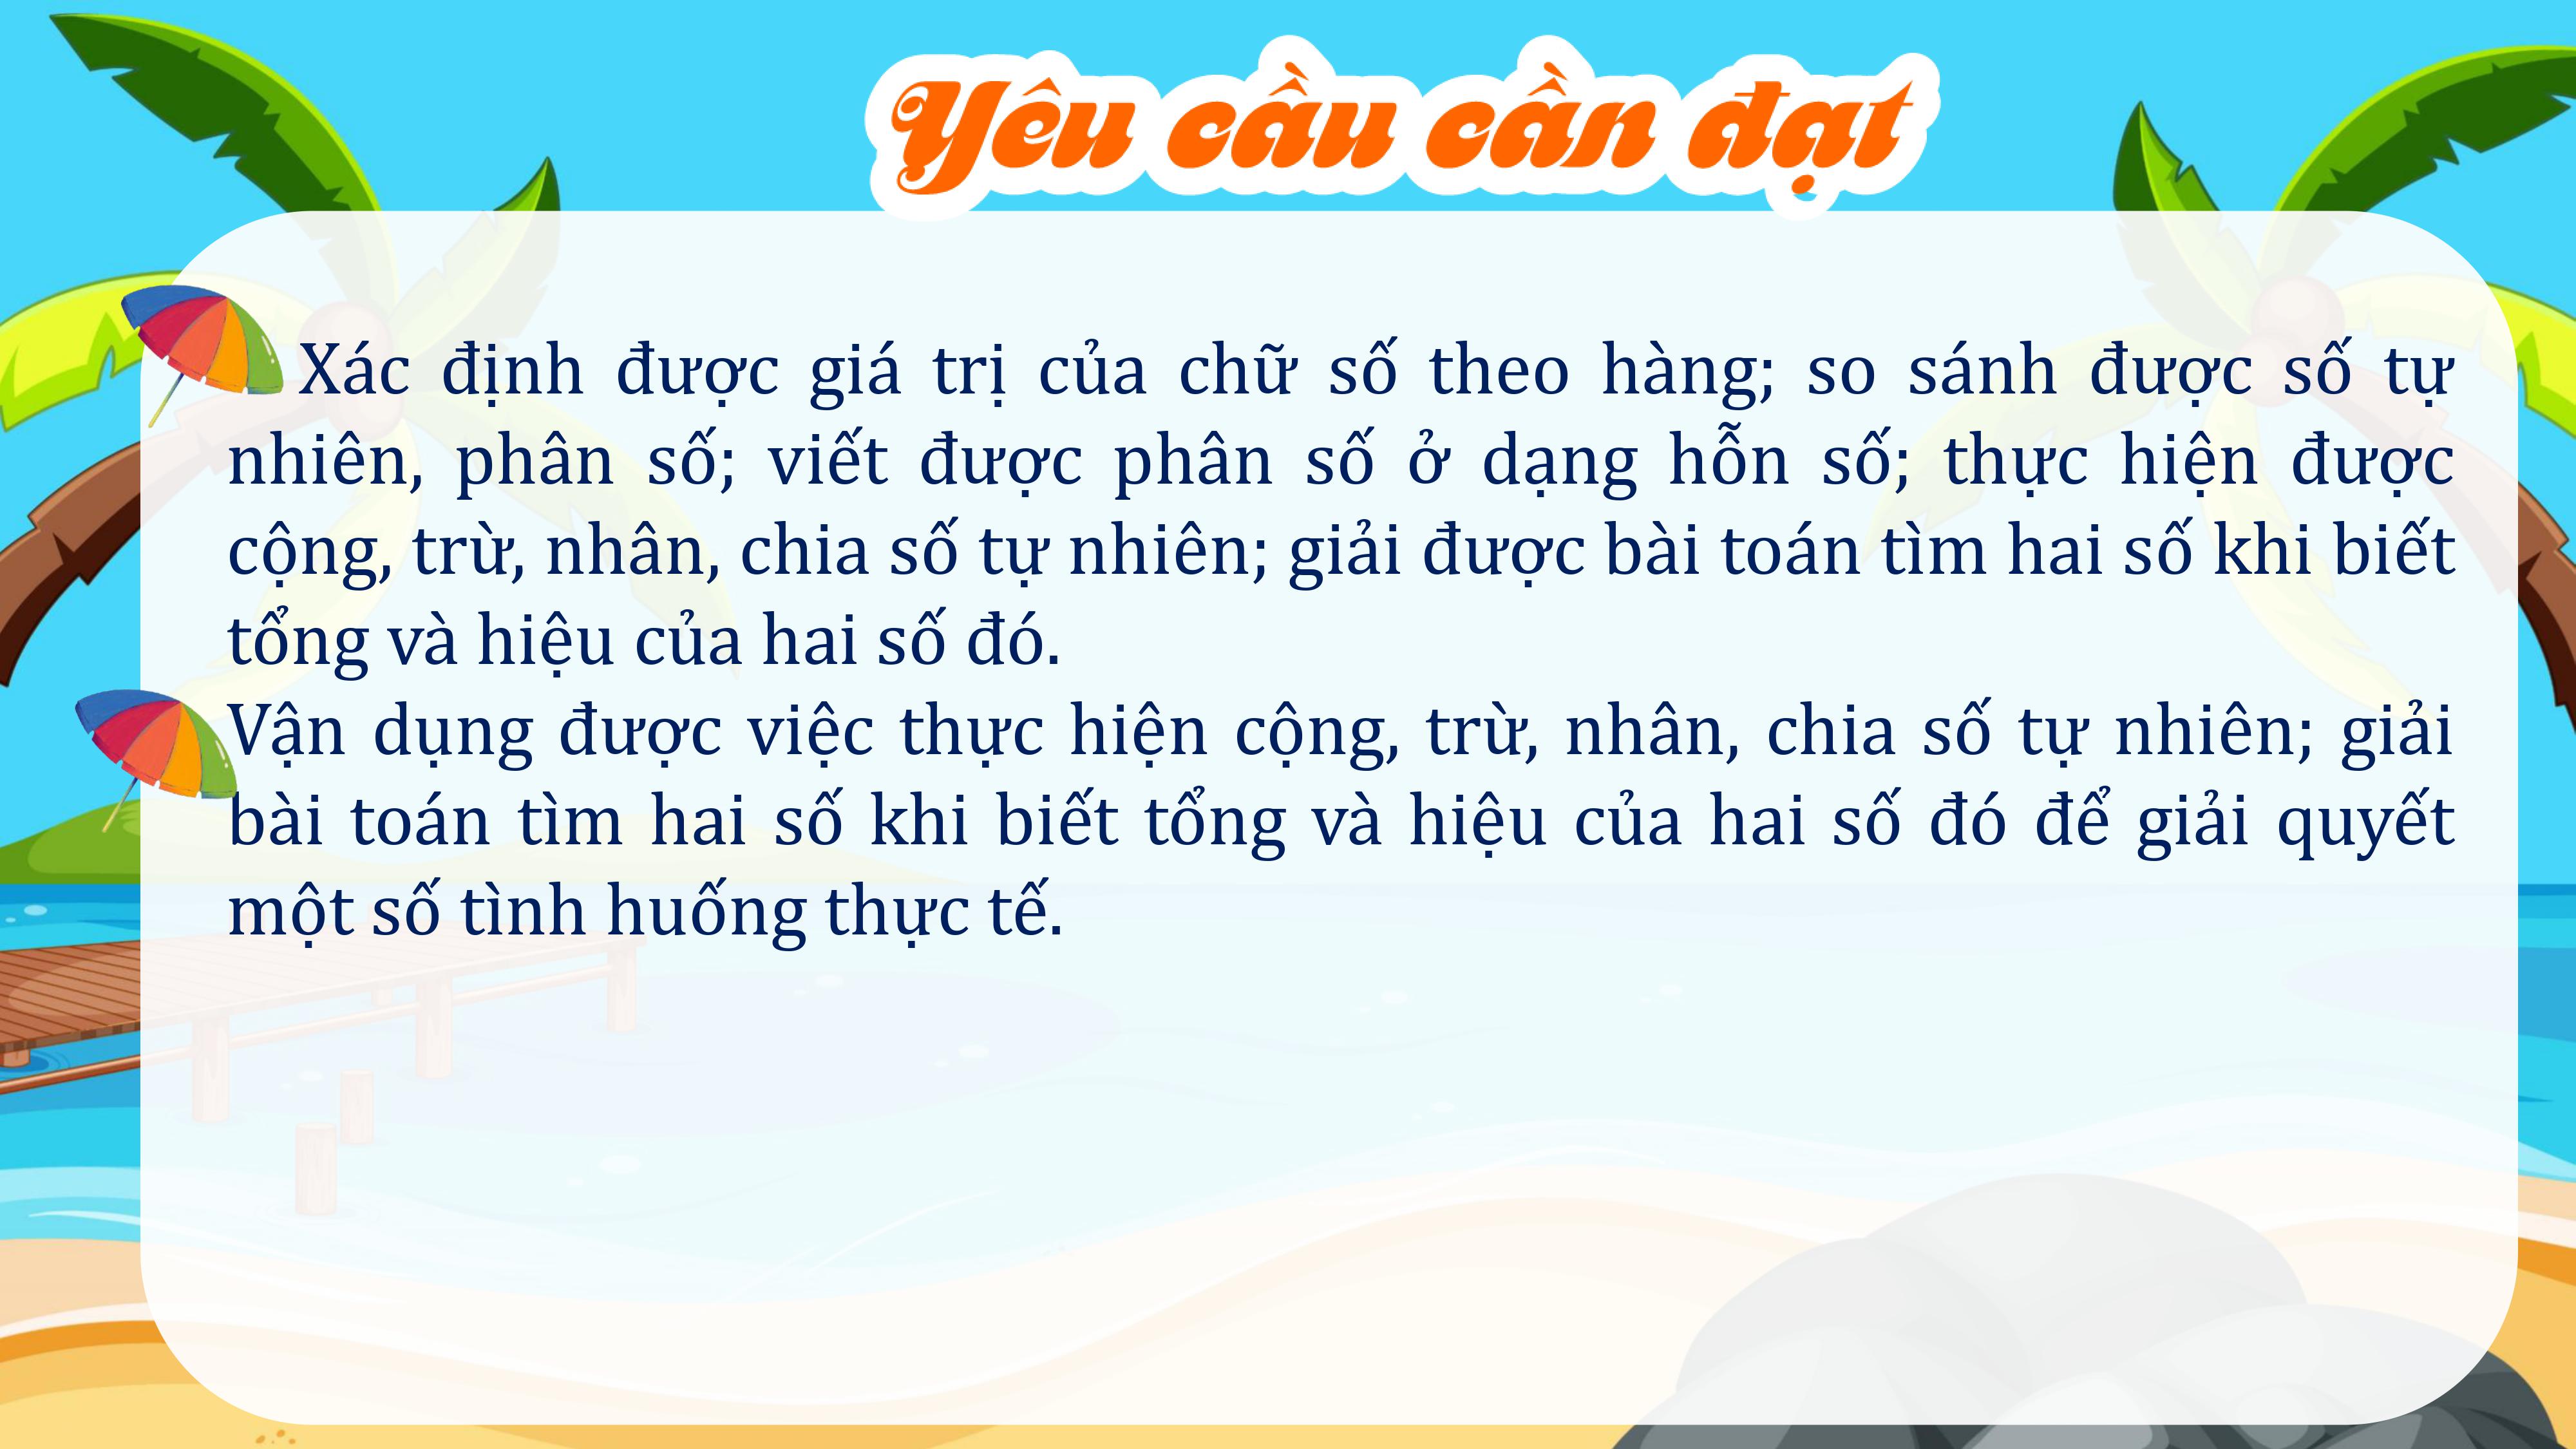 Yêu cầu cần đạt
Xác định được giá trị của chữ số theo hàng; so sánh được số tự
nhiên, phân số; viết được phân số ở dạng hỗn số; thực hiện được
cộng, trừ, nhân, chia số tự nhiên; giải được bài toán tìm hai số khi biết
tổng và hiệu của hai số đó.
Vận dụng được việc thực hiện cộng, trừ, nhân, chia số tự nhiên; giải
bài toán tìm hai số khi biết tổng và hiệu của hai số đó để giải quyết
một số tình huống thực tế.